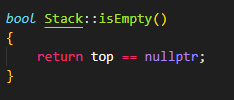 bool Stack::isEmpty()
{
    return top == nullptr;
}